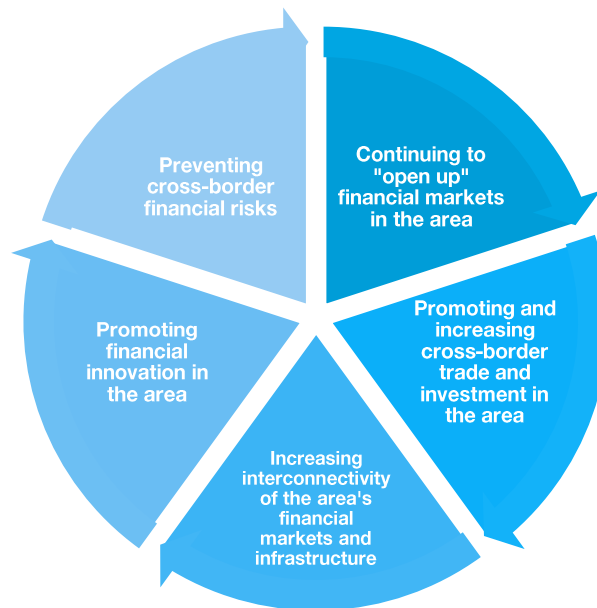 Continuing to
"open up"
financial markets
in the area
Promoting and
increasing
cross-border
trade and
investment in
the area
Increasing
interconnectivity
of the area's
financial
markets and
infrastructure
Promoting
financial
innovation in
the area
Preventing
cross-border
financial risks